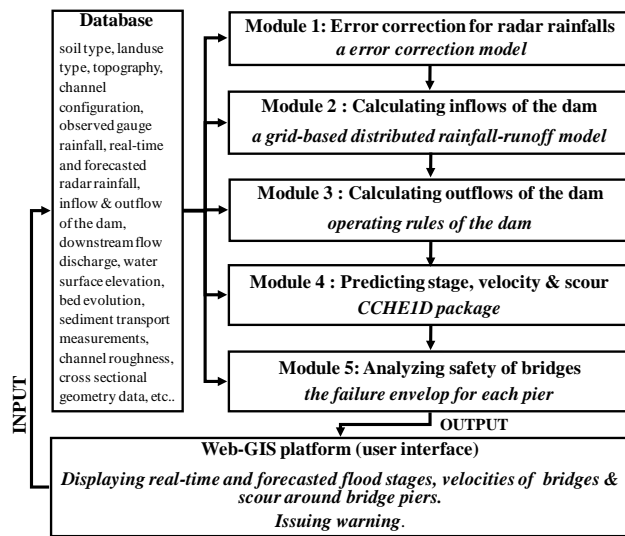 Database
soil type, landuse
type, topography,
channel
configuration,
observed gauge
rainfall, real-time
and forecasted
radar rainfall,
inflow & outflow
of the dam,
downstream flow
discharge, water
surface elevation,
bed evolution,
sediment transport
measurements,
channel roughness,
cross sectional
geometry data, etc..
Module 1: Error correction for radar rainfalls
a error correction model
Module 2 : Calculating inflows of the dam
a grid-based distributed rainfall-runoff model
Module 3 : Calculating outflows of the dam
operating rules of the dam
Module 4 : Predicting stage, velocity & scour
CCHE1D package
Module 5: Analyzing safety of bridges
the failure envelop for each pier
INPUT
OUTPUT
Web-GIS platform (user interface)
Displaying real-time and forecasted flood stages, velocities of bridges &
scour around bridge piers.
Issuing warning.